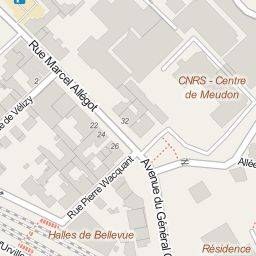 Rue Marcel Allégot
CNRS - Centre
de Meudon
de Vélizy
32
22
24
26
Rue Pierre Wacquant
Avenue du Général
Allée
Halles de Bellevue
Résidence